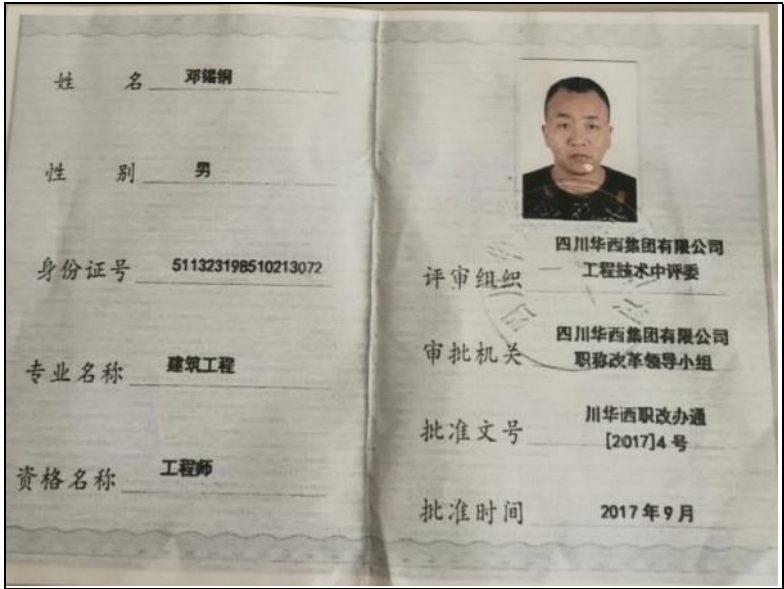 姓 名 邓锱钢
性 别 男
身份证号 511323198510213072
专业名称 建筑工程
资格名称 工程师
评审组织 四川华西集团有限公司
工程技术中评委
审批机关 四川华西集团有限公司
职称改革领导小组
批准文号 川华西职改办通
[2017]4 号
批准时间 2017 年 9 月